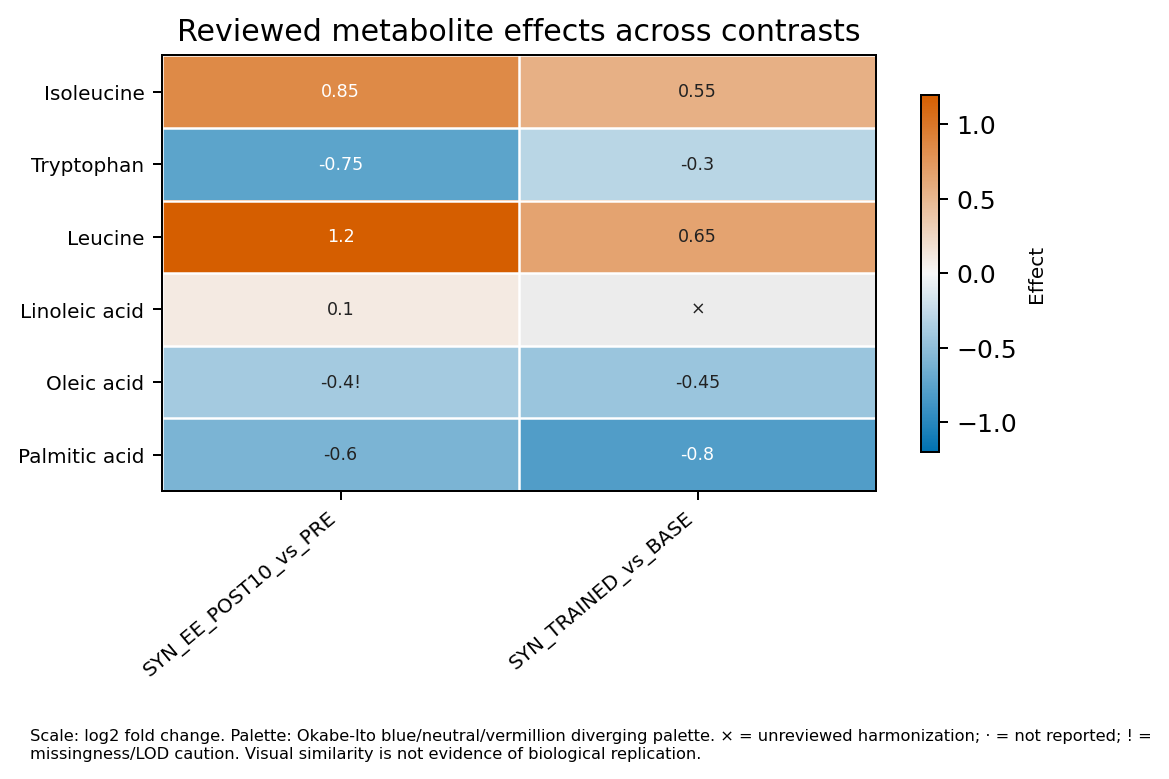 Reviewed metabolite effects across contrasts
Isoleucine 0.85 0.55
Tryptophan -0.75 -0.3
Leucine 1.2 0.65
Linoleic acid 0.1 ×
Oleic acid -0.4! -0.45
Palmitic acid -0.6 -0.8
SYN_EE_POST10_vs_PRE
SYN_TRAINED_vs_BASE
1.0
0.5
0.0
−0.5
−1.0
Effect
Scale: log2 fold change. Palette: Okabe-Ito blue/neutral/vermillion diverging palette. × = unreviewed harmonization; · = not reported; ! =
missingness/LOD caution. Visual similarity is not evidence of biological replication.